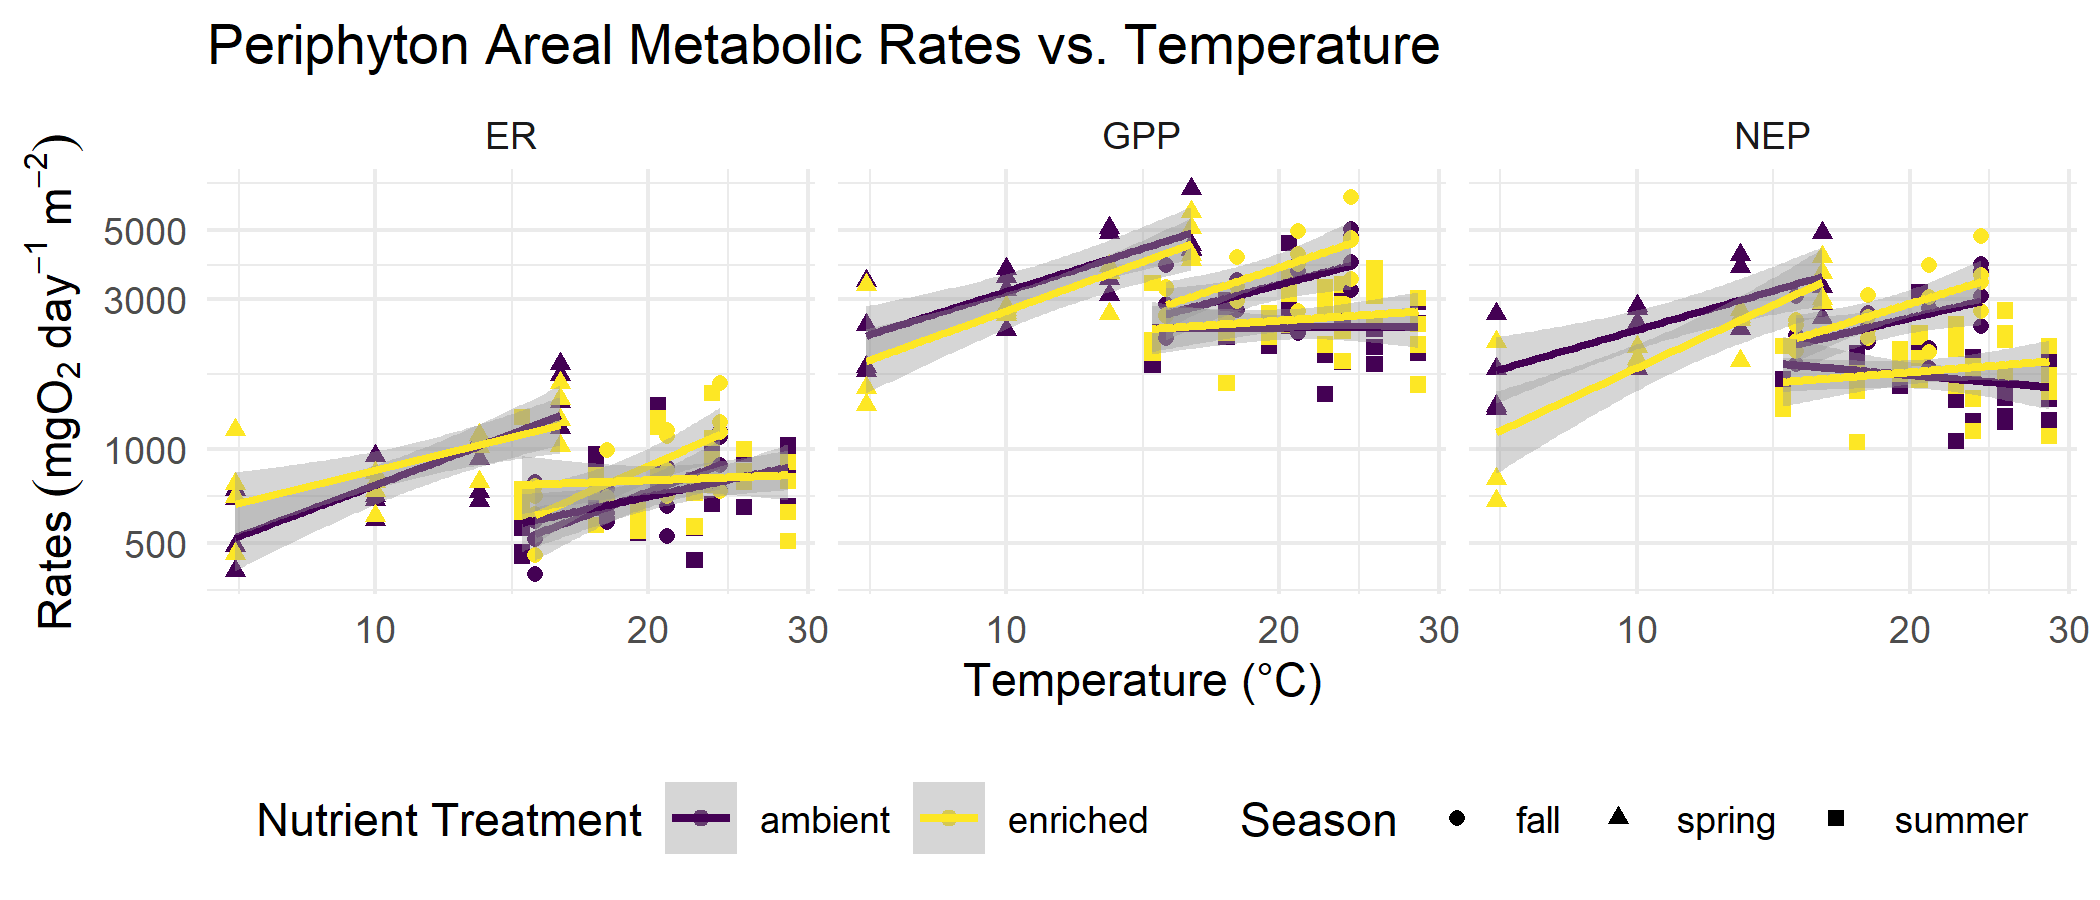 Periphyton Areal Metabolic Rates vs. Temperature
ER GPP NEP
Rates (mgO₂ day⁻¹ m⁻²)
5000
3000
1000
500
10 20 30 10 20 30 10 20 30
Temperature (°C)
Nutrient Treatment ambient enriched Season fall spring summer